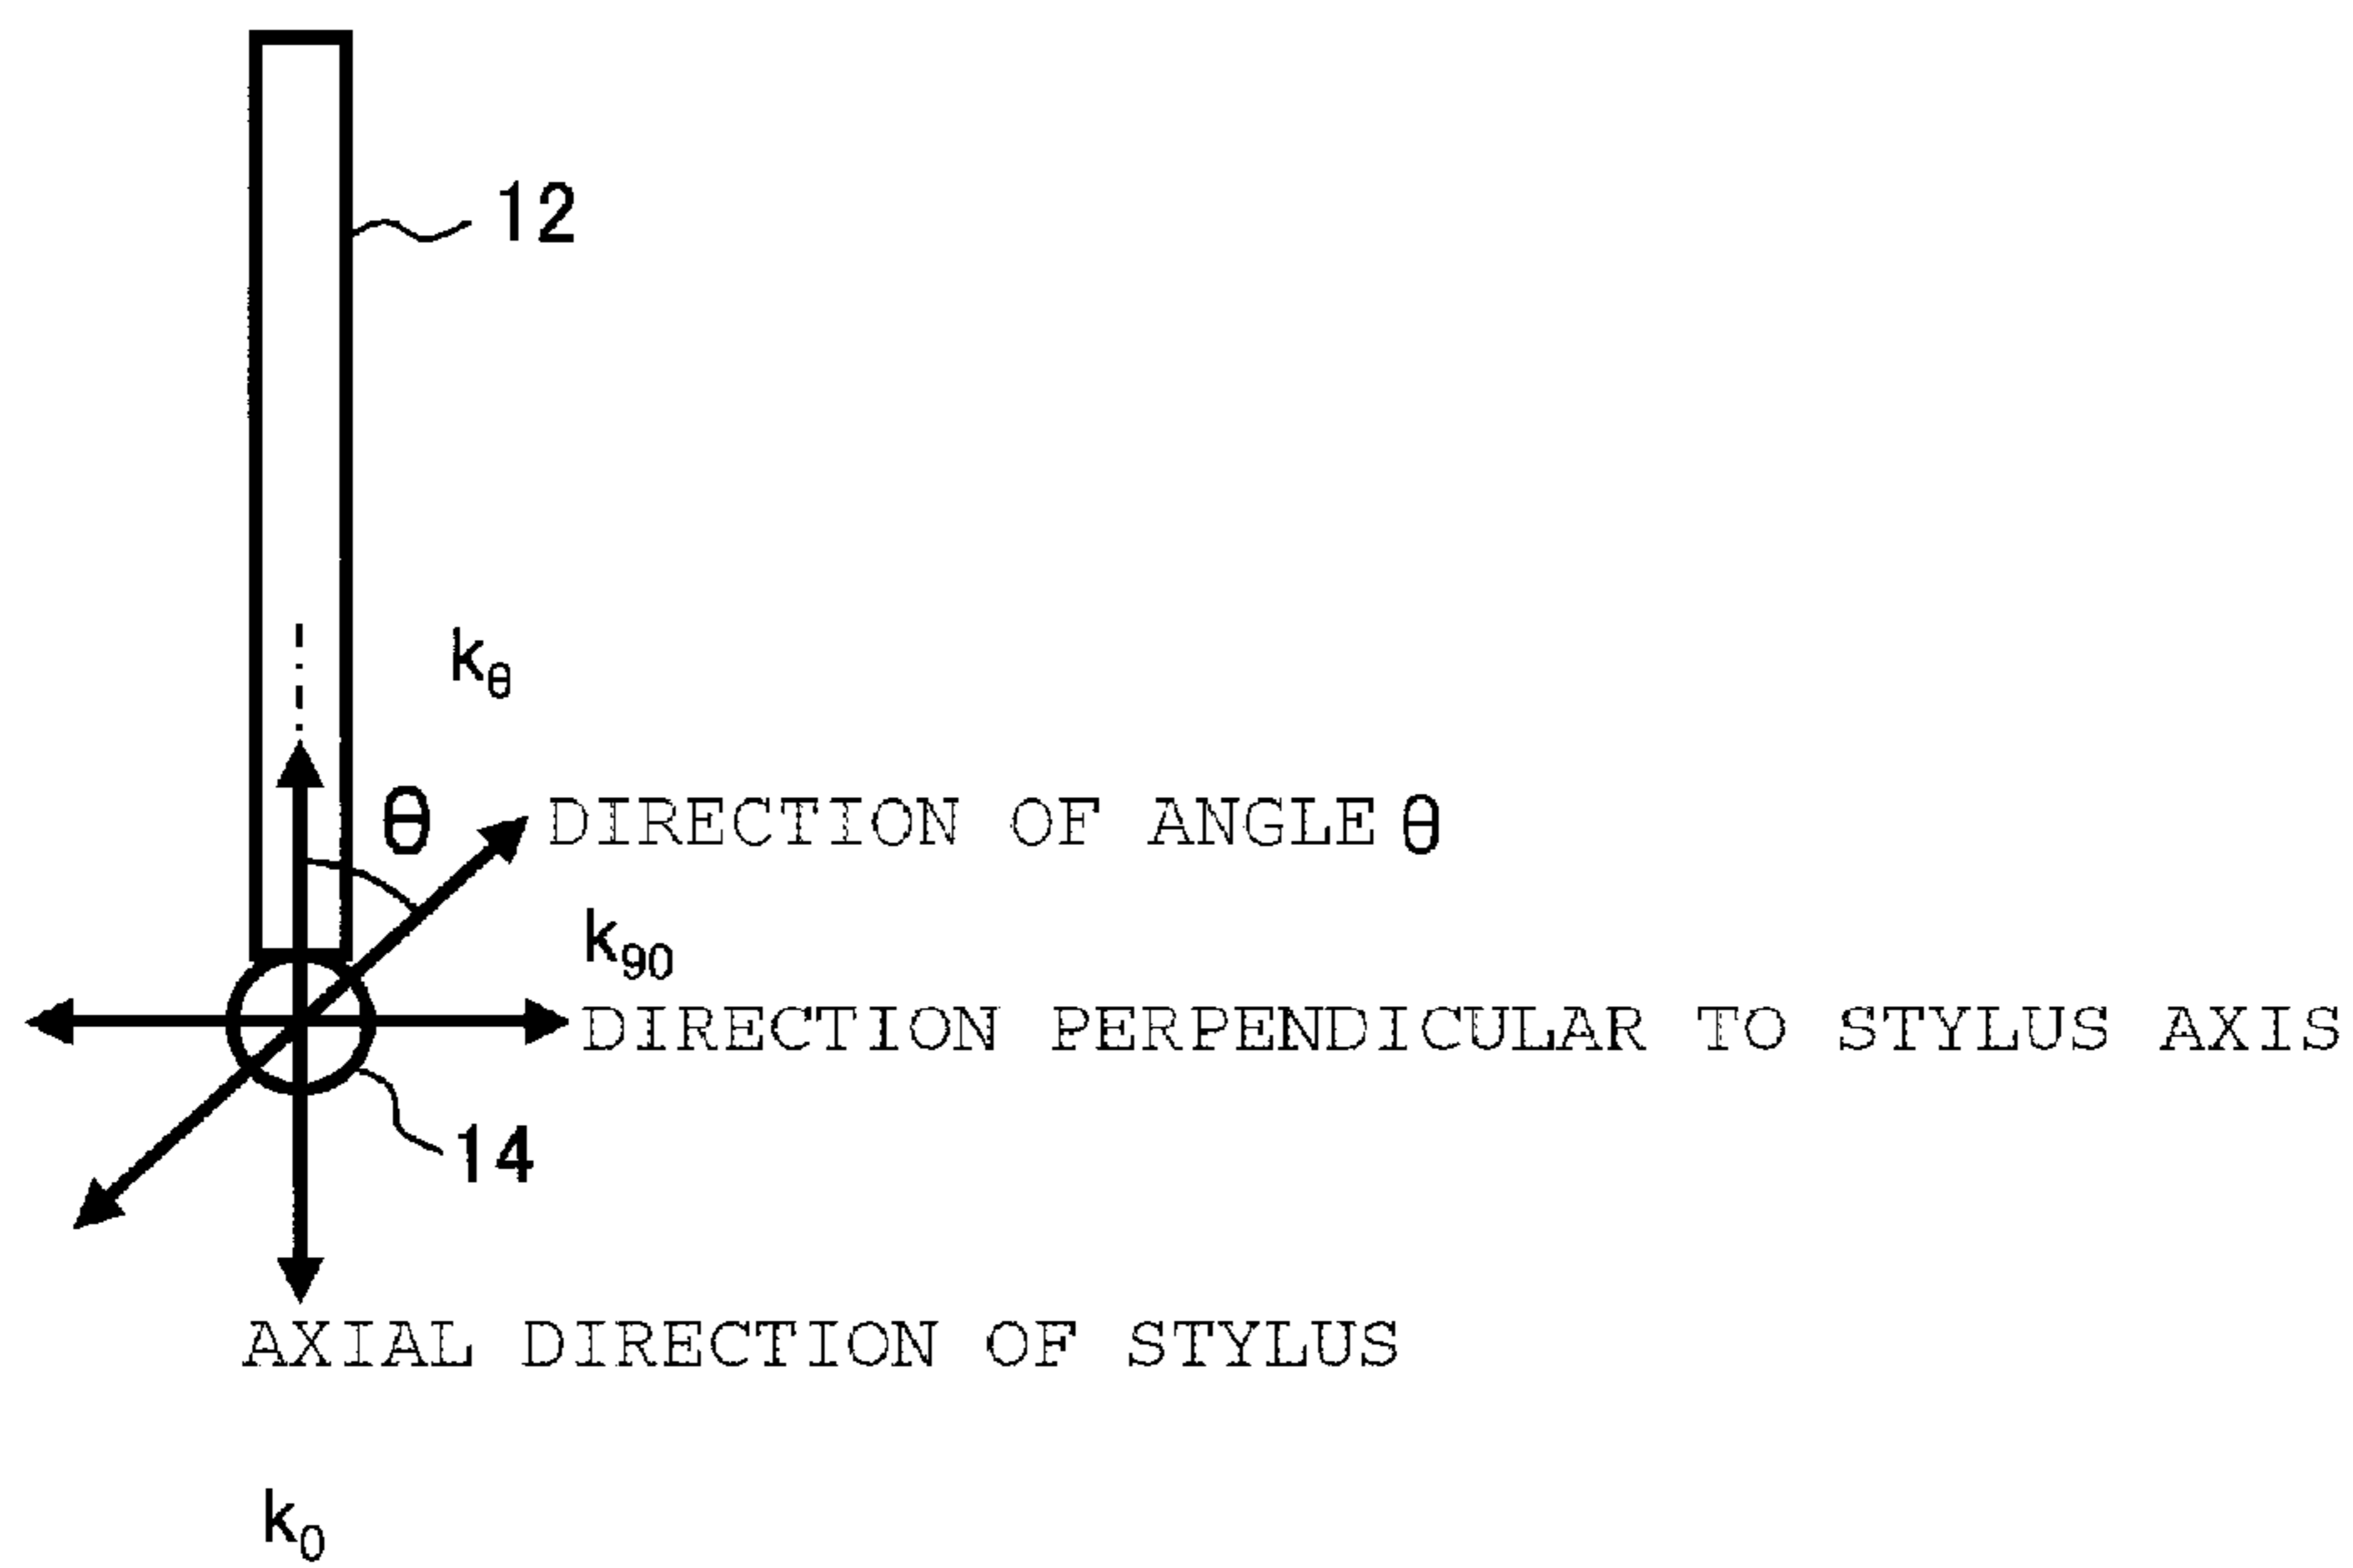 12
kθ
θ
DIRECTION OF ANGLE θ
k90
DIRECTION PERPENDICULAR TO STYLUS AXIS
14
AXIAL DIRECTION OF STYLUS
k0